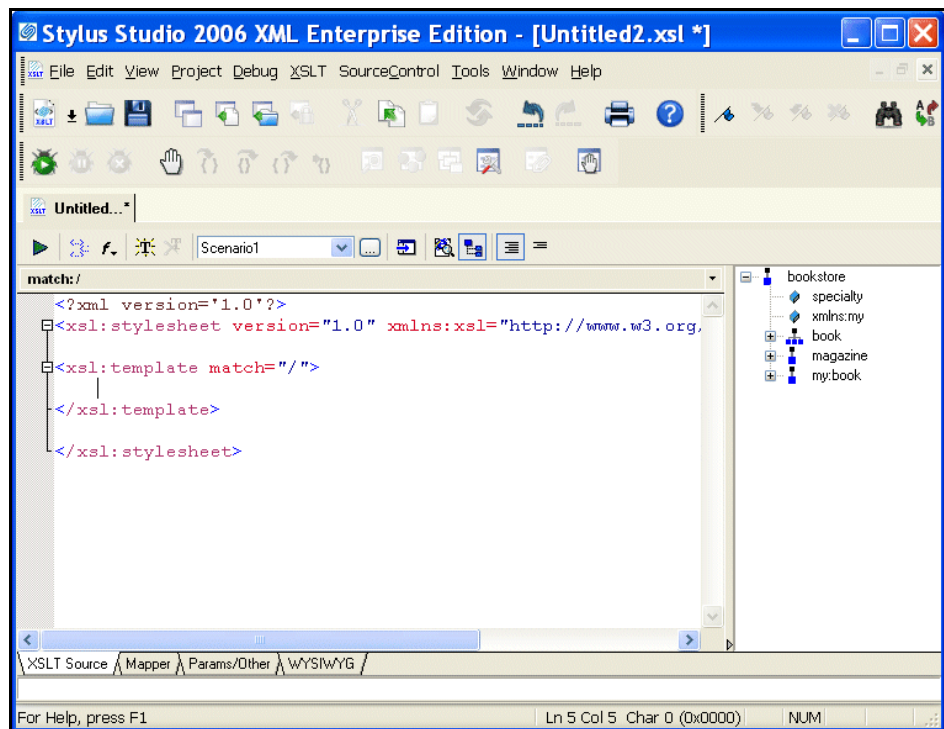 Stylus Studio 2006 XML Enterprise Edition - [Untitled2.xsl *]
File Edit View Project Debug XSLT SourceControl Tools Window Help
Untitled...*
Scenario1
match: /
<?xml version='1.0'?>
<xsl:stylesheet version="1.0" xmlns:xsl="http://www.w3.org/
<xsl:template match="/">
</xsl:template>
</xsl:stylesheet>
bookstore
specialty
xmlns:my
book
magazine
my:book
XSLT Source Mapper Params/Other WYSIWYG
For Help, press F1 Ln 5 Col 5 Char 0 (0x0000) NUM